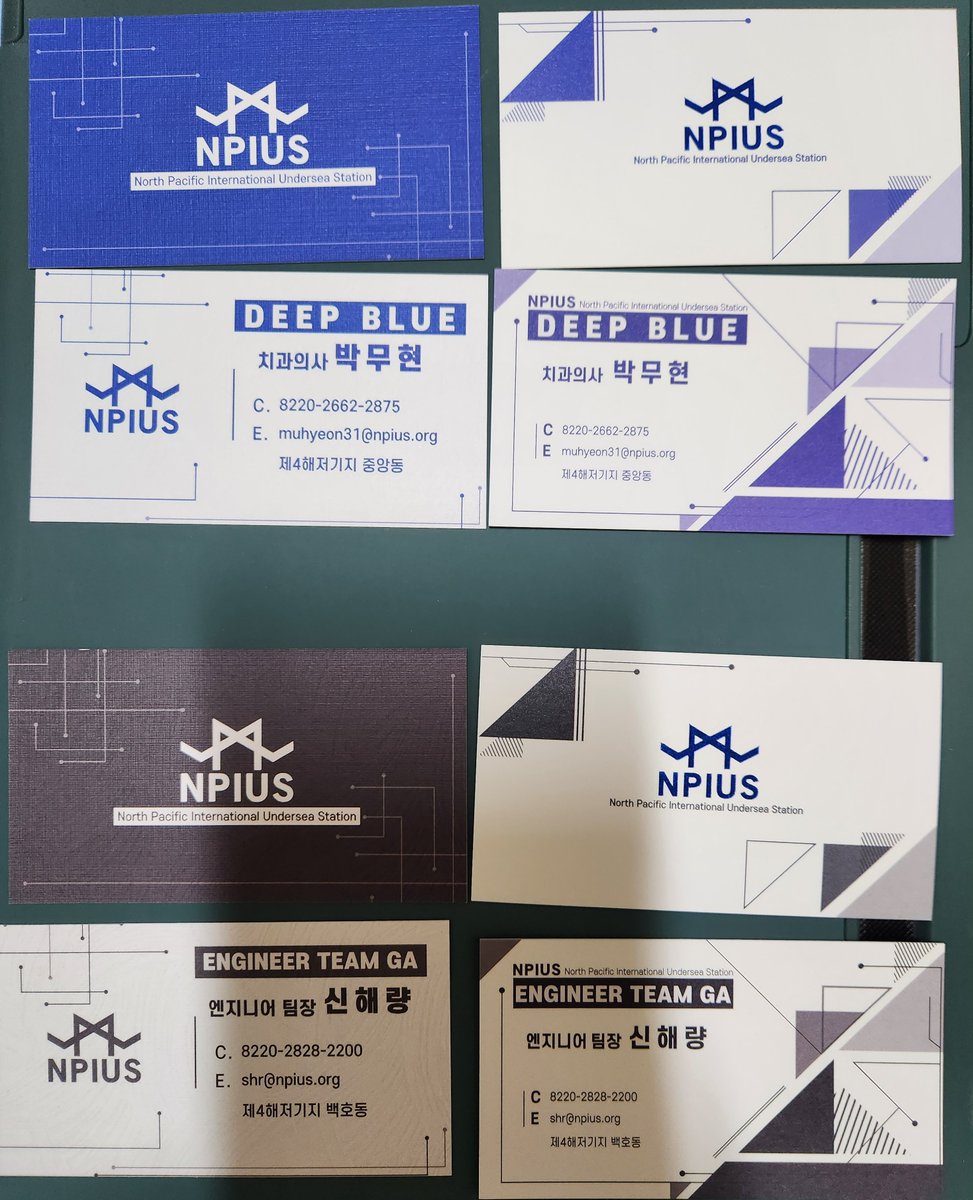 NPIUS
North Pacific International Undersea Station
NPIUS
North Pacific International Undersea Station
NPIUS
DEEP BLUE
치과의사 박무현
C. 8220-2662-2875
E. muhyeon31@npius.org
제4해저기지 중앙동
NPIUS North Pacific International Undersea Station
DEEP BLUE
치과의사 박무현
C 8220-2662-2875
E muhyeon31@npius.org
제4해저기지 중앙동
NPIUS
North Pacific International Undersea Station
NPIUS
North Pacific International Undersea Station
NPIUS
ENGINEER TEAM GA
엔지니어 팀장 신해량
C. 8220-2828-2200
E. shr@npius.org
제4해저기지 백호동
NPIUS North Pacific International Undersea Station
ENGINEER TEAM GA
엔지니어 팀장 신해량
C 8220-2828-2200
E shr@npius.org
제4해저기지 백호동